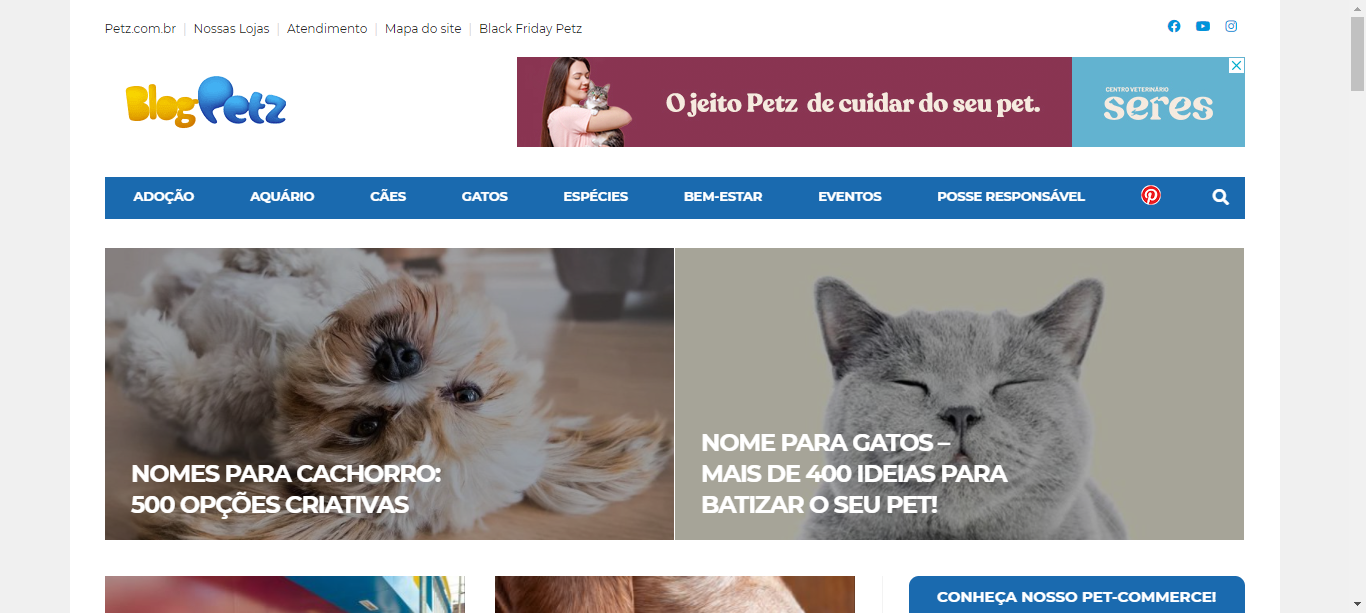 Petz.com.br | Nossas Lojas | Atendimento | Mapa do site | Black Friday Petz
BlogPetz
O jeito Petz de cuidar do seu pet.
CENTRO VETERINÁRIO
seres
ADOÇÃO AQUÁRIO CÃES GATOS ESPÉCIES BEM-ESTAR EVENTOS POSSE RESPONSÁVEL
NOMES PARA CACHORRO:
500 OPÇÕES CRIATIVAS
NOME PARA GATOS –
MAIS DE 400 IDEIAS PARA
BATIZAR O SEU PET!
CONHEÇA NOSSO PET-COMMERCE!